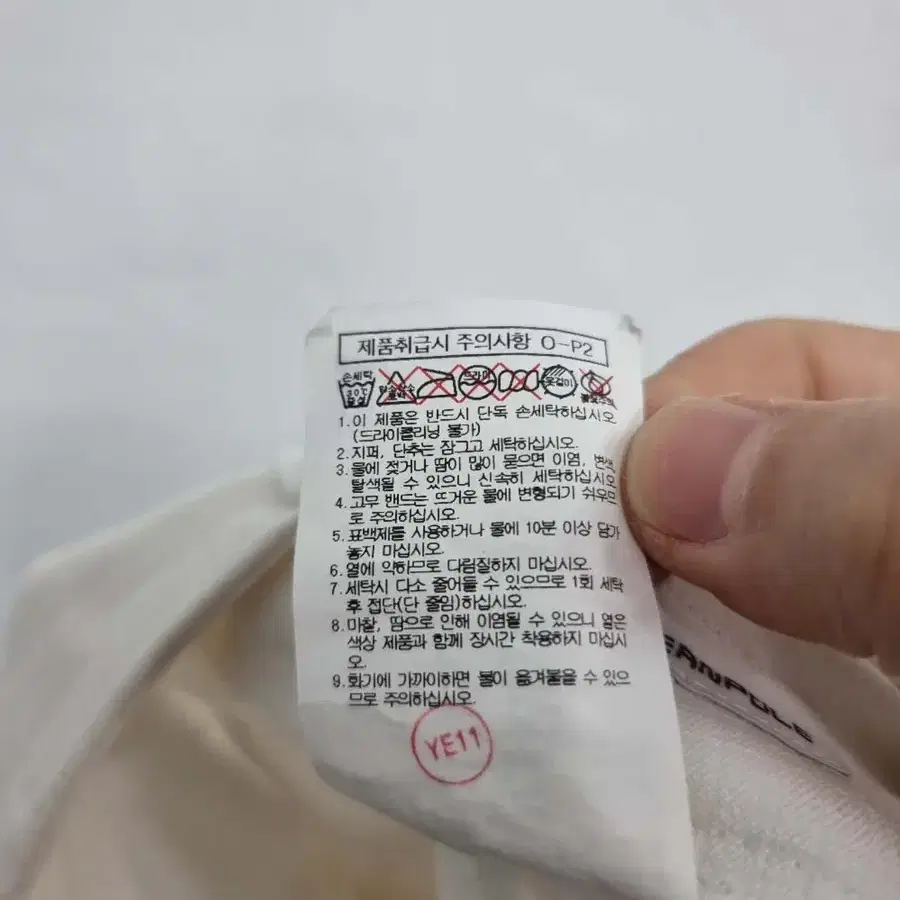 제품취급시 주의사항 O-P2
손세탁
30℃
중성
드라이
옷걸이
1.이 제품은 반드시 단독 손세탁하십시오
(드라이클리닝 불가)
2.지퍼, 단추는 잠그고 세탁하십시오.
3.물에 젖거나 땀이 많이 묻으면 이염, 변색,
탈색될 수 있으니 신속히 세탁하십시오
4.고무 밴드는 뜨거운 물에 변형되기 쉬우므
로 주의하십시오.
5.표백제를 사용하거나 물에 10분 이상 담가
놓지 마십시오.
6.열에 약하므로 다림질하지 마십시오.
7.세탁시 다소 줄어들 수 있으므로 1회 세탁
후 접단(단 줄임)하십시오.
8.마찰, 땀으로 인해 이염될 수 있으니 옅은
색상 제품과 함께 장시간 착용하지 마십시
오.
9.화기에 가까이하면 불이 옮겨붙을 수 있으
므로 주의하십시오.
YE11
EANPOLE